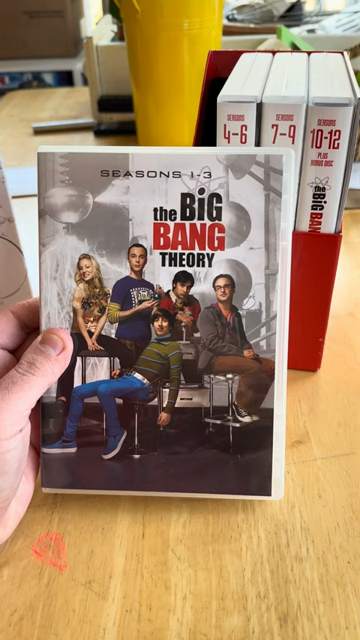 SEASONS 1-3
the BiG
BANG
THEORY
SEASONS
4-6
SEASONS
7-9
SEASONS
10-12
PLUS
BONUS DISC
the BiG
BANG